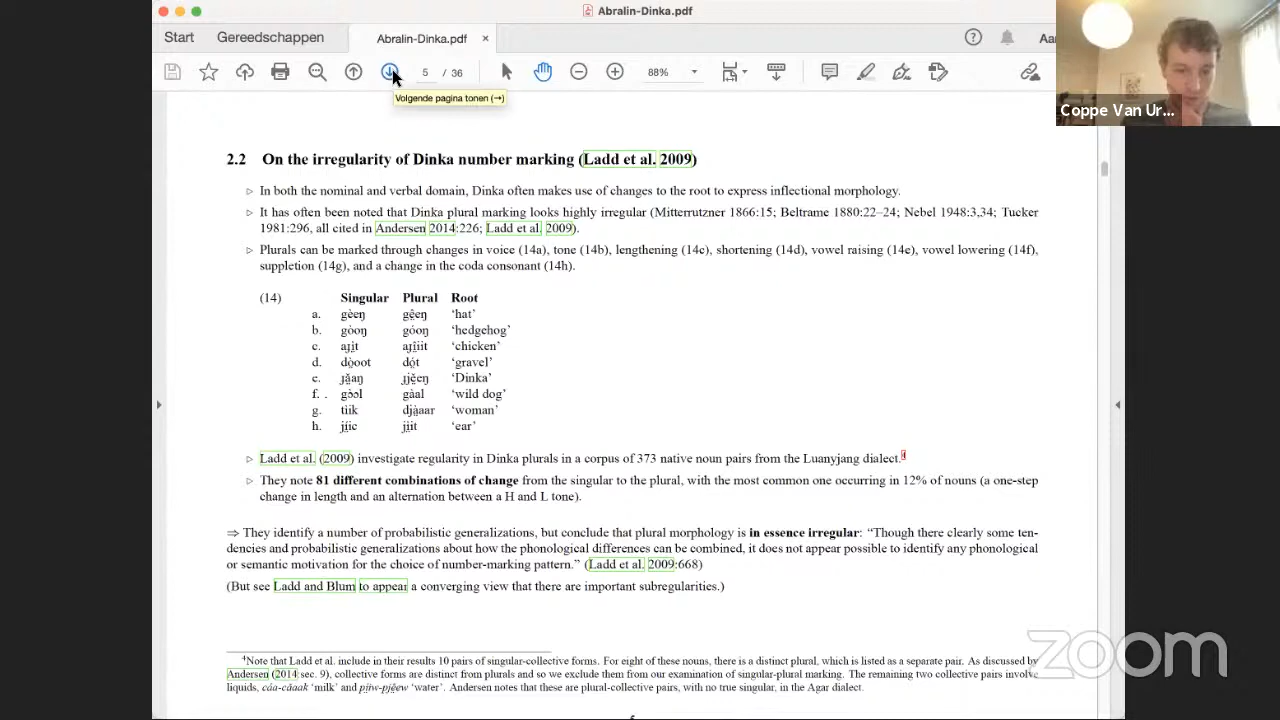 Abralin-Dinka.pdf
Start Gereedschappen Abralin-Dinka.pdf ×
5 / 36 88%
Volgende pagina tonen (→)
Coppe Van Ur...
2.2 On the irregularity of Dinka number marking (Ladd et al. 2009)
▷ In both the nominal and verbal domain, Dinka often makes use of changes to the root to express inflectional morphology.
▷ It has often been noted that Dinka plural marking looks highly irregular (Mitterrutzner 1866:15; Beltrame 1880:22–24; Nebel 1948:3,34; Tucker
1981:296, all cited in Andersen 2014:226; Ladd et al. 2009).
▷ Plurals can be marked through changes in voice (14a), tone (14b), lengthening (14c), shortening (14d), vowel raising (14e), vowel lowering (14f),
suppletion (14g), and a change in the coda consonant (14h).
(14) Singular Plural Root
a. gèeŋ gêeŋ ‘hat’
b. gòoŋ góoŋ ‘hedgehog’
c. ‘chicken’
d. ‘gravel’
e. ‘Dinka’
f. . gàal ‘wild dog’
g. tìik ‘woman’
h. ‘ear’
▷ Ladd et al. (2009) investigate regularity in Dinka plurals in a corpus of 373 native noun pairs from the Luanyjang dialect.4
▷ They note 81 different combinations of change from the singular to the plural, with the most common one occurring in 12% of nouns (a one-step
change in length and an alternation between a H and L tone).
⇒ They identify a number of probabilistic generalizations, but conclude that plural morphology is in essence irregular: “Though there clearly some ten-
dencies and probabilistic generalizations about how the phonological differences can be combined, it does not appear possible to identify any phonological
or semantic motivation for the choice of number-marking pattern.” (Ladd et al. 2009:668)
(But see Ladd and Blum to appear a converging view that there are important subregularities.)
4Note that Ladd et al. include in their results 10 pairs of singular-collective forms. For eight of these nouns, there is a distinct plural, which is listed as a separate pair. As discussed by
Andersen (2014 sec. 9), collective forms are distinct from plurals and so we exclude them from our examination of singular-plural marking. The remaining two collective pairs involve
liquids, càa-càaak ‘milk’ and ‘water’. Andersen notes that these are plural-collective pairs, with no true singular, in the Agar dialect.
zoom